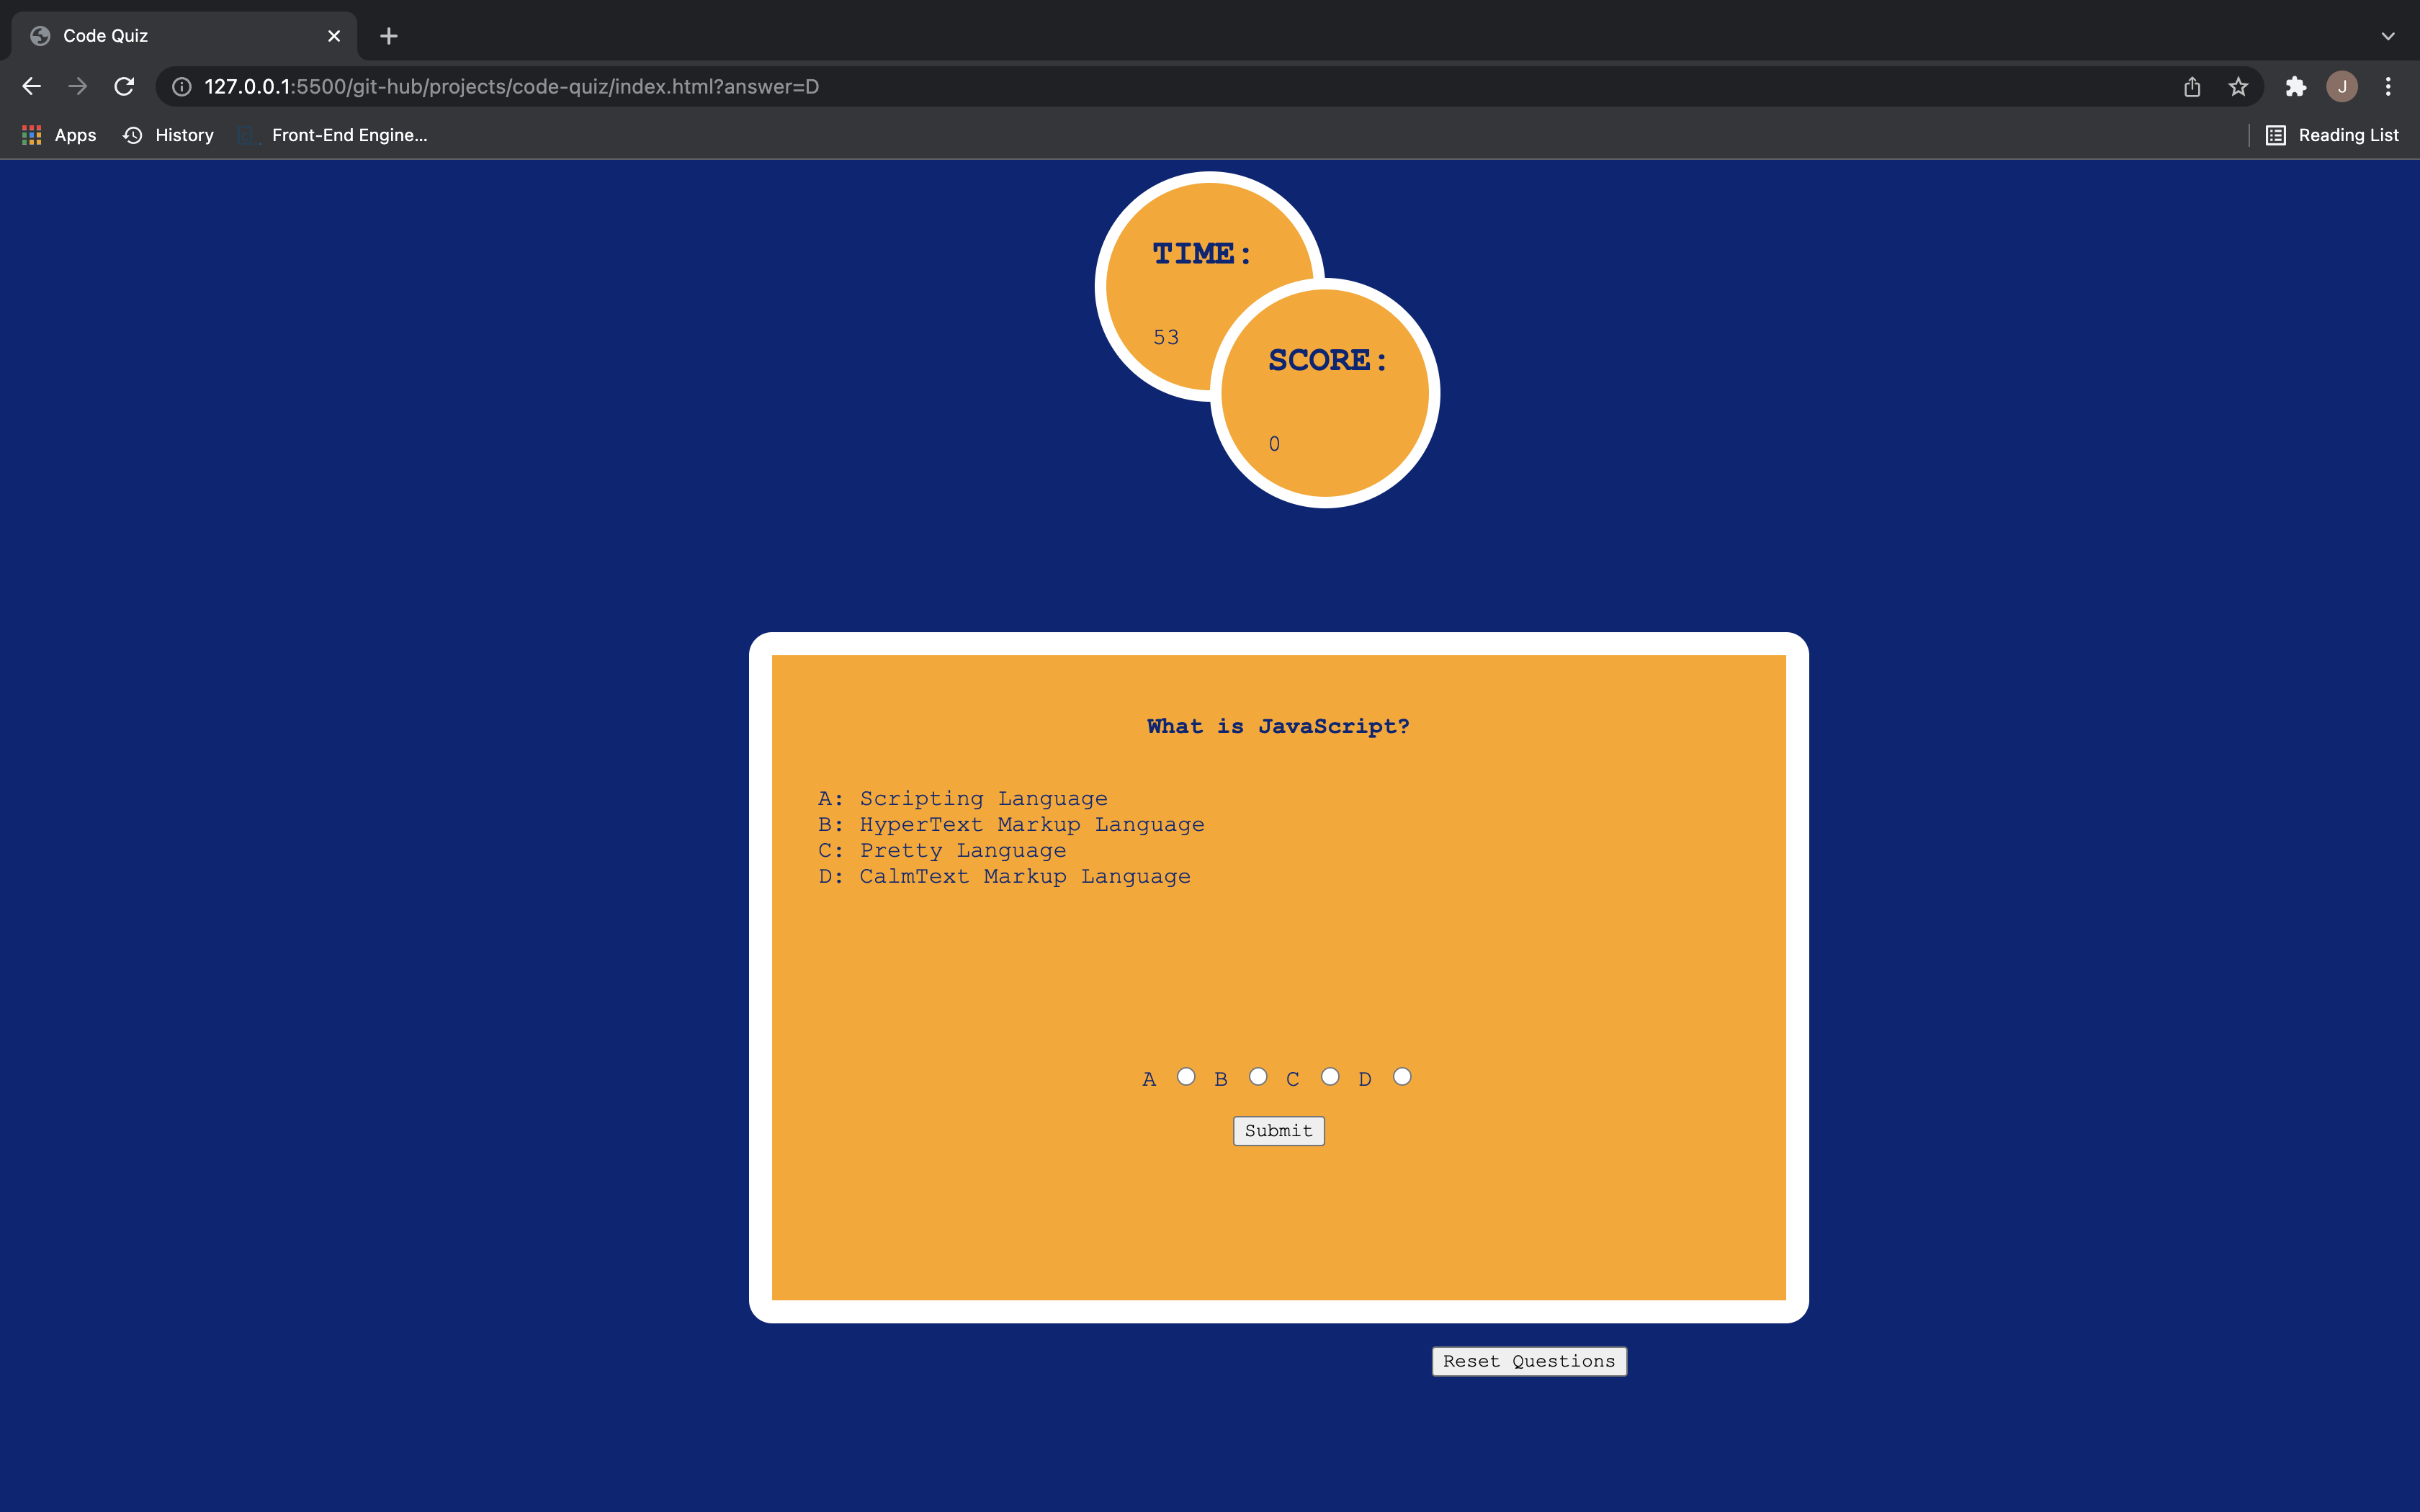 Code Quiz
127.0.0.1:5500/git-hub/projects/code-quiz/index.html?answer=D
J
Apps
History
Front-End Engine...
Reading List
TIME:
53
SCORE:
0
What is JavaScript?
A: Scripting Language
B: HyperText Markup Language
C: Pretty Language
D: CalmText Markup Language
A B C D
Submit
Reset Questions